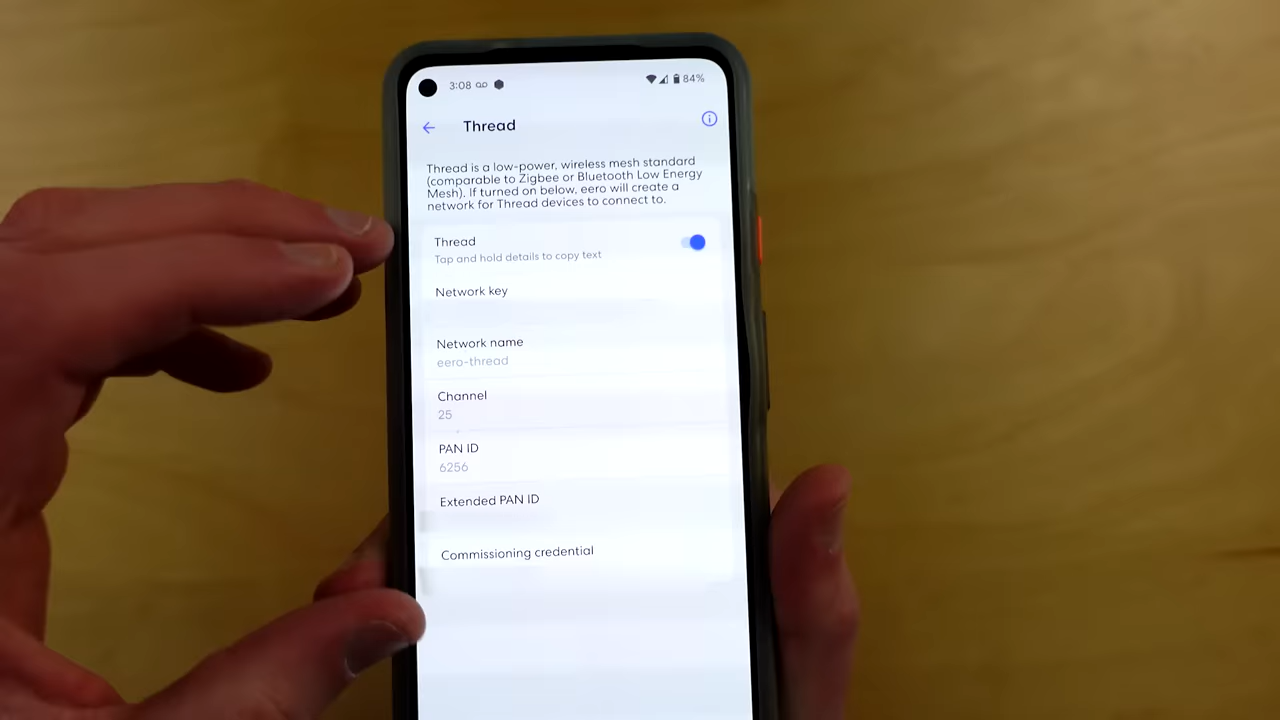 3:08
84%
Thread
Thread is a low-power, wireless mesh standard
(comparable to Zigbee or Bluetooth Low Energy
Mesh). If turned on below, eero will create a
network for Thread devices to connect to.
Thread
Tap and hold details to copy text
Network key
Network name
eero-thread
Channel
25
PAN ID
6256
Extended PAN ID
Commissioning credential